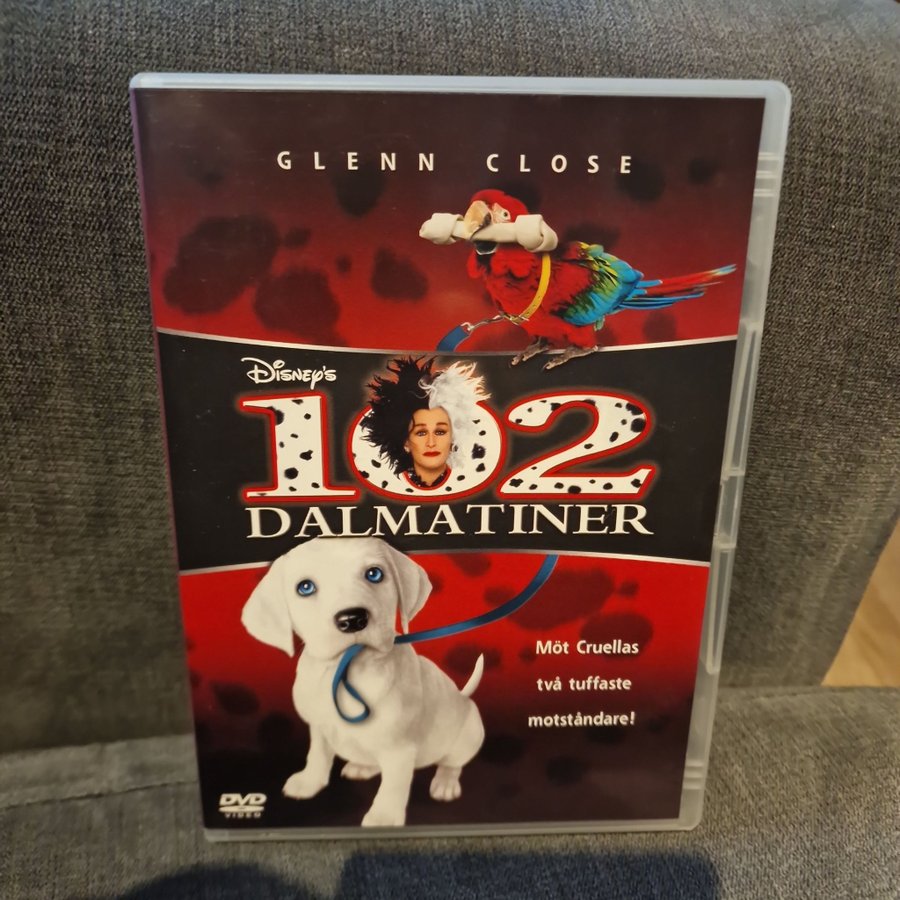 GLENN CLOSE
Disney's
102
DALMATINER
Möt Cruellas
två tuffaste
motståndare!
DVD
VIDEO